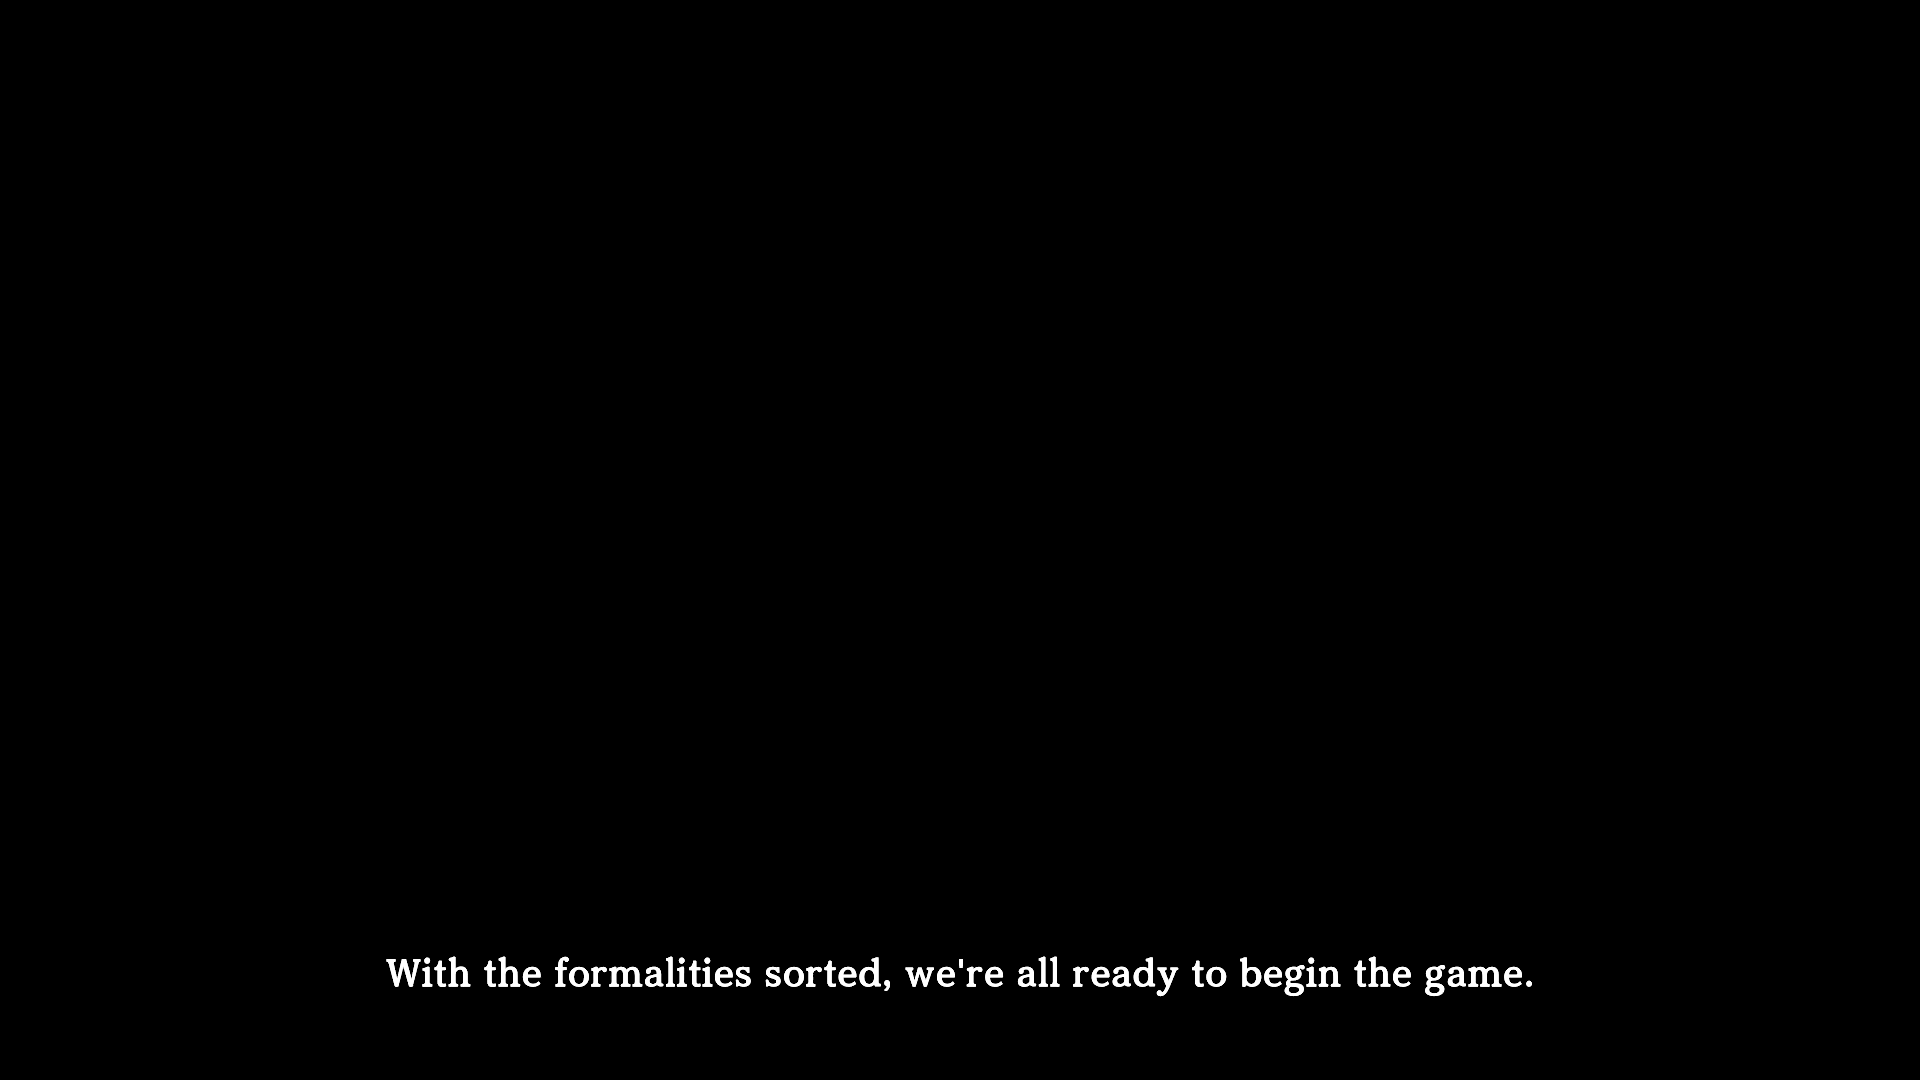 With the formalities sorted, we're all ready to begin the game.